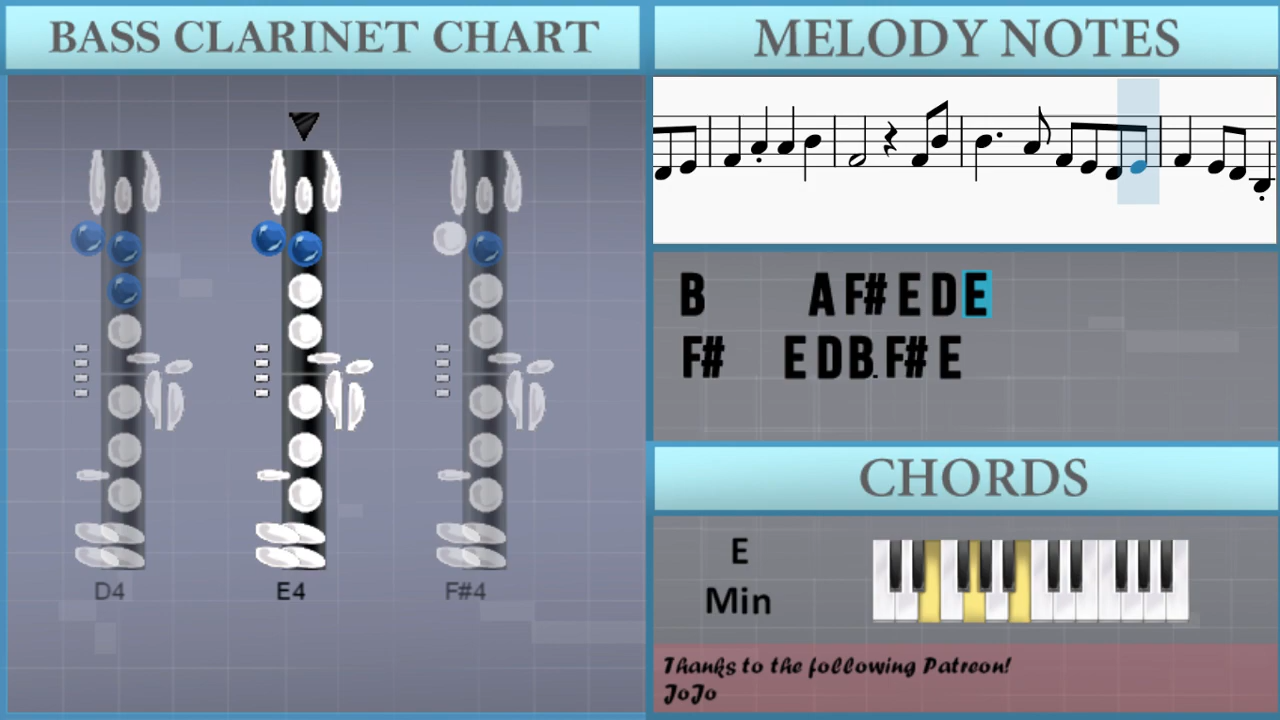 BASS CLARINET CHART
D4 E4 F#4
MELODY NOTES
B A F# E D E
F# E D B. F# E
CHORDS
E
Min
Thanks to the following Patreon!
JoJo